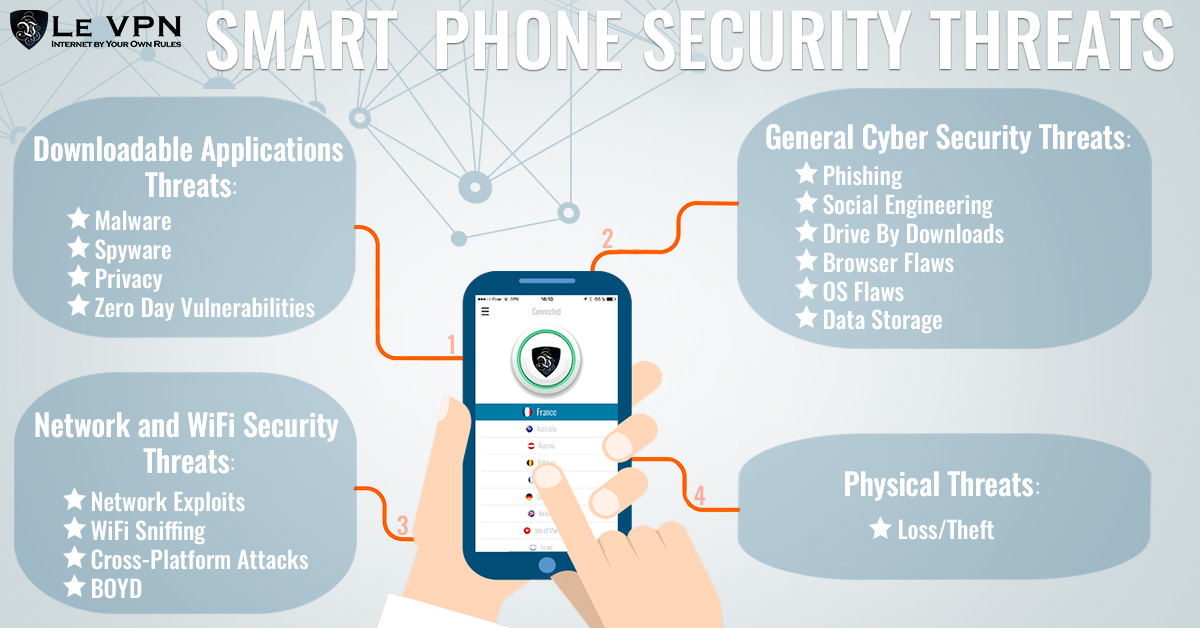 LE VPN
INTERNET BY YOUR OWN RULES
SMART PHONE SECURITY THREATS
Downloadable Applications
Threats:
Malware
Spyware
Privacy
Zero Day Vulnerabilities
1
General Cyber Security Threats:
Phishing
Social Engineering
Drive By Downloads
Browser Flaws
OS Flaws
Data Storage
2
Network and WiFi Security
Threats:
Network Exploits
WiFi Sniffing
Cross-Platform Attacks
BOYD
3
Physical Threats:
Loss/Theft
4
Free VPN 16:10 65 %
Connected
France
Australia
Austria
Isle of
Israel